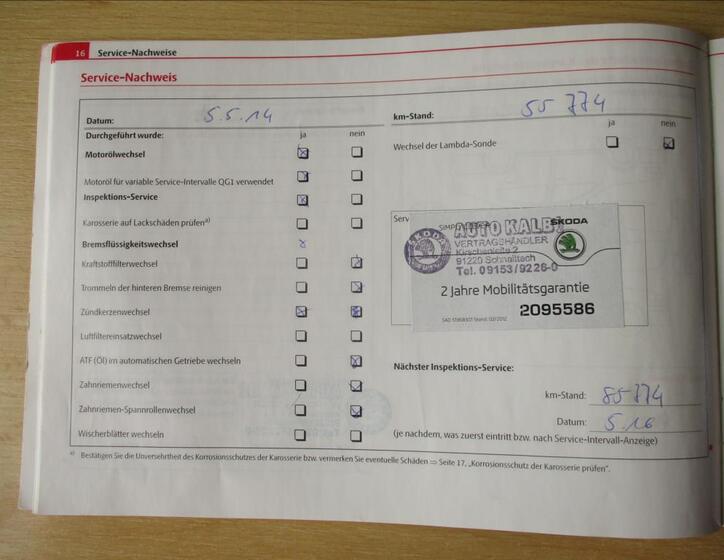 16 Service-Nachweise
Service-Nachweis
Datum: 5.5.14
km-Stand: 55 774
Durchgeführt wurde: ja nein
ja nein
Motorölwechsel
Wechsel der Lambda-Sonde
Motoröl für variable Service-Intervalle QG1 verwendet
Inspektions-Service
Karosserie auf Lackschäden prüfen a)
Bremsflüssigkeitswechsel
Kraftstofffilterwechsel
Trommeln der hinteren Bremse reinigen
Zündkerzenwechsel
Luftfiltereinsatzwechsel
ATF (Öl) im automatischen Getriebe wechseln
Zahnriemenwechsel
Zahnriemen-Spannrollenwechsel
Wischerblätter wechseln
Serv
AUTO KALB
ŠKODA
VERTRAGSHÄNDLER
91220 Schnaittach
Tel. 09153/9226-0
2 Jahre Mobilitätsgarantie
2095586
Nächster Inspektions-Service:
km-Stand: 85774
Datum: 5.16
(je nachdem, was zuerst eintritt bzw. nach Service-Intervall-Anzeige)
a) Bestätigen Sie die Unversehrtheit des Korrosionsschutzes der Karosserie bzw. vermerken Sie eventuelle Schäden ⇒ Seite 17, „Korrosionsschutz der Karosserie prüfen".